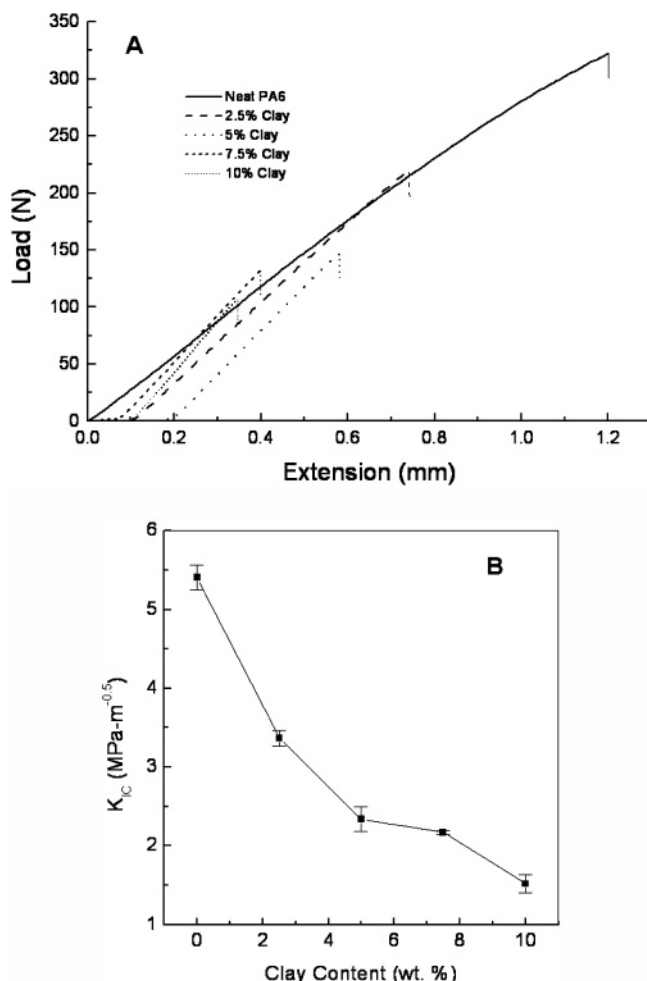 A
350
300
250
200
150
100
50
0
Load (N)
Neat PA6
2.5% Clay
5% Clay
7.5% Clay
10% Clay
0.0 0.2 0.4 0.6 0.8 1.0 1.2
Extension (mm)
B
6
5
4
3
2
1
K_IC (MPa-m^-0.5)
0 2 4 6 8 10
Clay Content (wt. %)